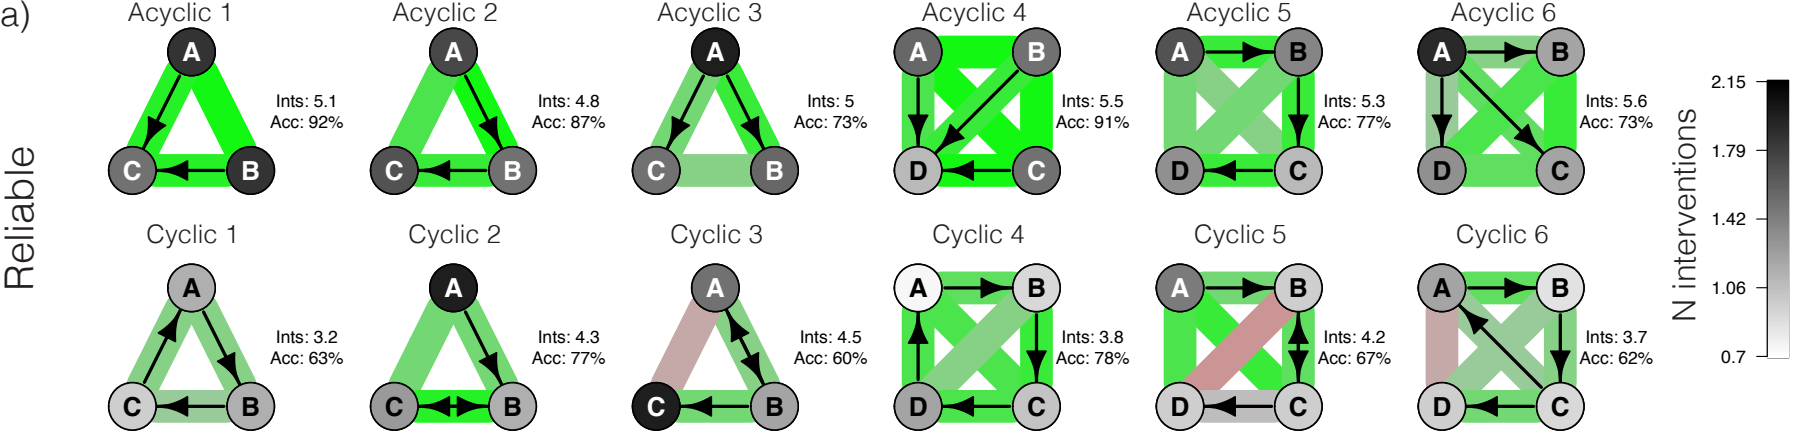 a)
Reliable
Acyclic 1
A
C
B
Ints: 5.1
Acc: 92%
Acyclic 2
A
C
B
Ints: 4.8
Acc: 87%
Acyclic 3
A
C
B
Ints: 5
Acc: 73%
Acyclic 4
A
B
D
C
Ints: 5.5
Acc: 91%
Acyclic 5
A
B
D
C
Ints: 5.3
Acc: 77%
Acyclic 6
A
B
D
C
Ints: 5.6
Acc: 73%
Cyclic 1
A
C
B
Ints: 3.2
Acc: 63%
Cyclic 2
A
C
B
Ints: 4.3
Acc: 77%
Cyclic 3
A
C
B
Ints: 4.5
Acc: 60%
Cyclic 4
A
B
D
C
Ints: 3.8
Acc: 78%
Cyclic 5
A
B
D
C
Ints: 4.2
Acc: 67%
Cyclic 6
A
B
D
C
Ints: 3.7
Acc: 62%
N interventions
2.15
1.79
1.42
1.06
0.7